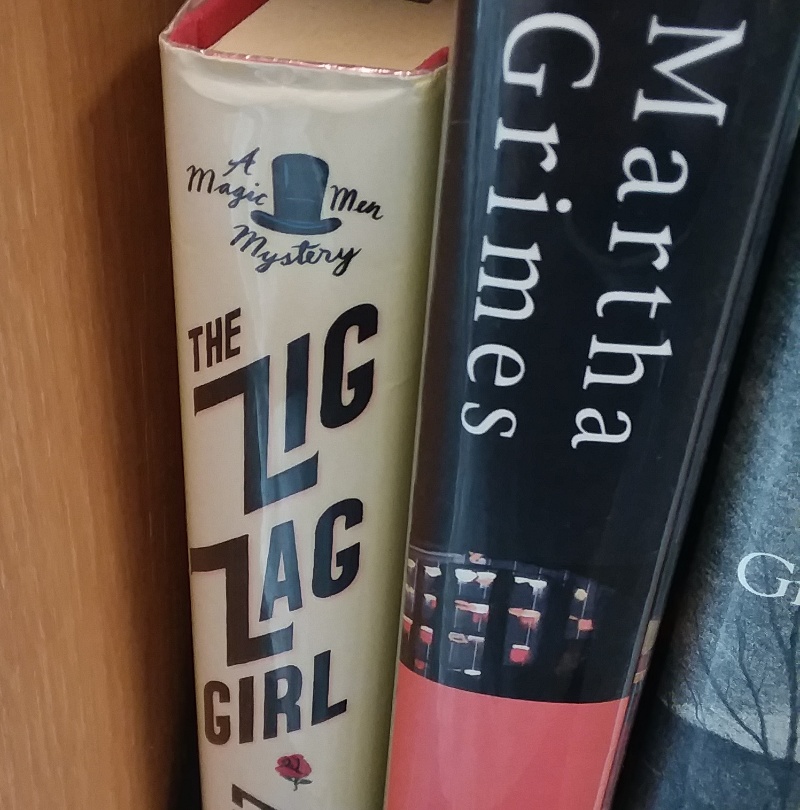 A
Magic Men
Mystery
THE
ZIG
ZAG
GIRL
Martha
Grimes